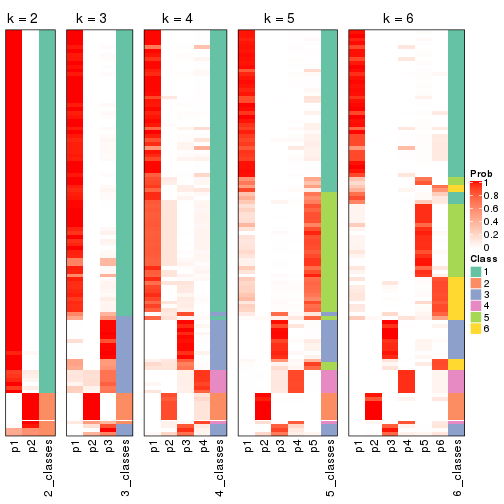 k = 2
k = 3
k = 4
k = 5
k = 6
Prob
1
0.8
0.6
0.4
0.2
0
Class
1
2
3
4
5
6
p1
p2
2_classes
p1
p2
p3
3_classes
p1
p2
p3
p4
4_classes
p1
p2
p3
p4
p5
5_classes
p1
p2
p3
p4
p5
p6
6_classes